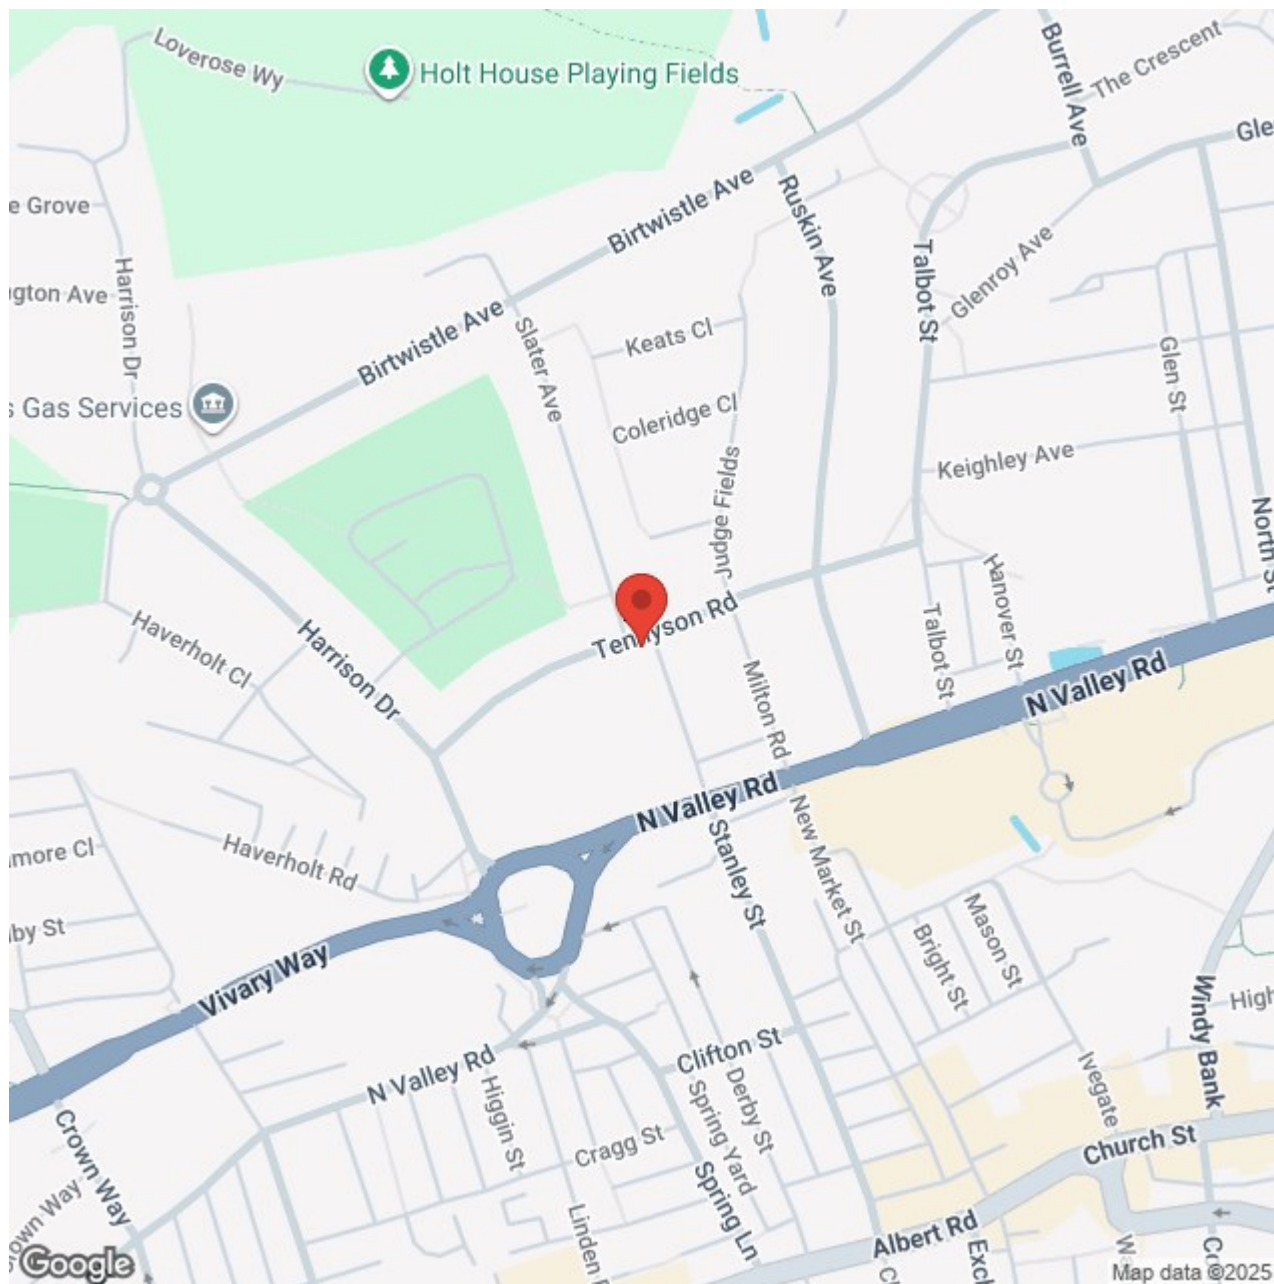 Loverose Wy
Holt House Playing Fields
Burrell Ave
The Crescent
Gle
e Grove
Birtwistle Ave
Ruskin Ave
Harrison Dr
ngton Ave
Talbot St
Glenroy Ave
Birtwistle Ave
Slater Ave
Keats Cl
Glen St
s Gas Services
Coleridge Cl
Keighley Ave
Judge Fields
North St
Haverholt Cl
Harrison Dr
Tennyson Rd
Hanover St
Talbot St
Milton Rd
N Valley Rd
N Valley Rd
Haverholt Rd
more Cl
Stanley St
New Market St
by St
Mason St
Bright St
Vivary Way
Windy Bank
High
Clifton St
N Valley Rd
Higgin St
Derby St
Spring Yard
Ivegate
Crown Way
Cragg St
Church St
own Way
Spring Ln
Linden
Albert Rd
Exch
Google
Map data ©2025